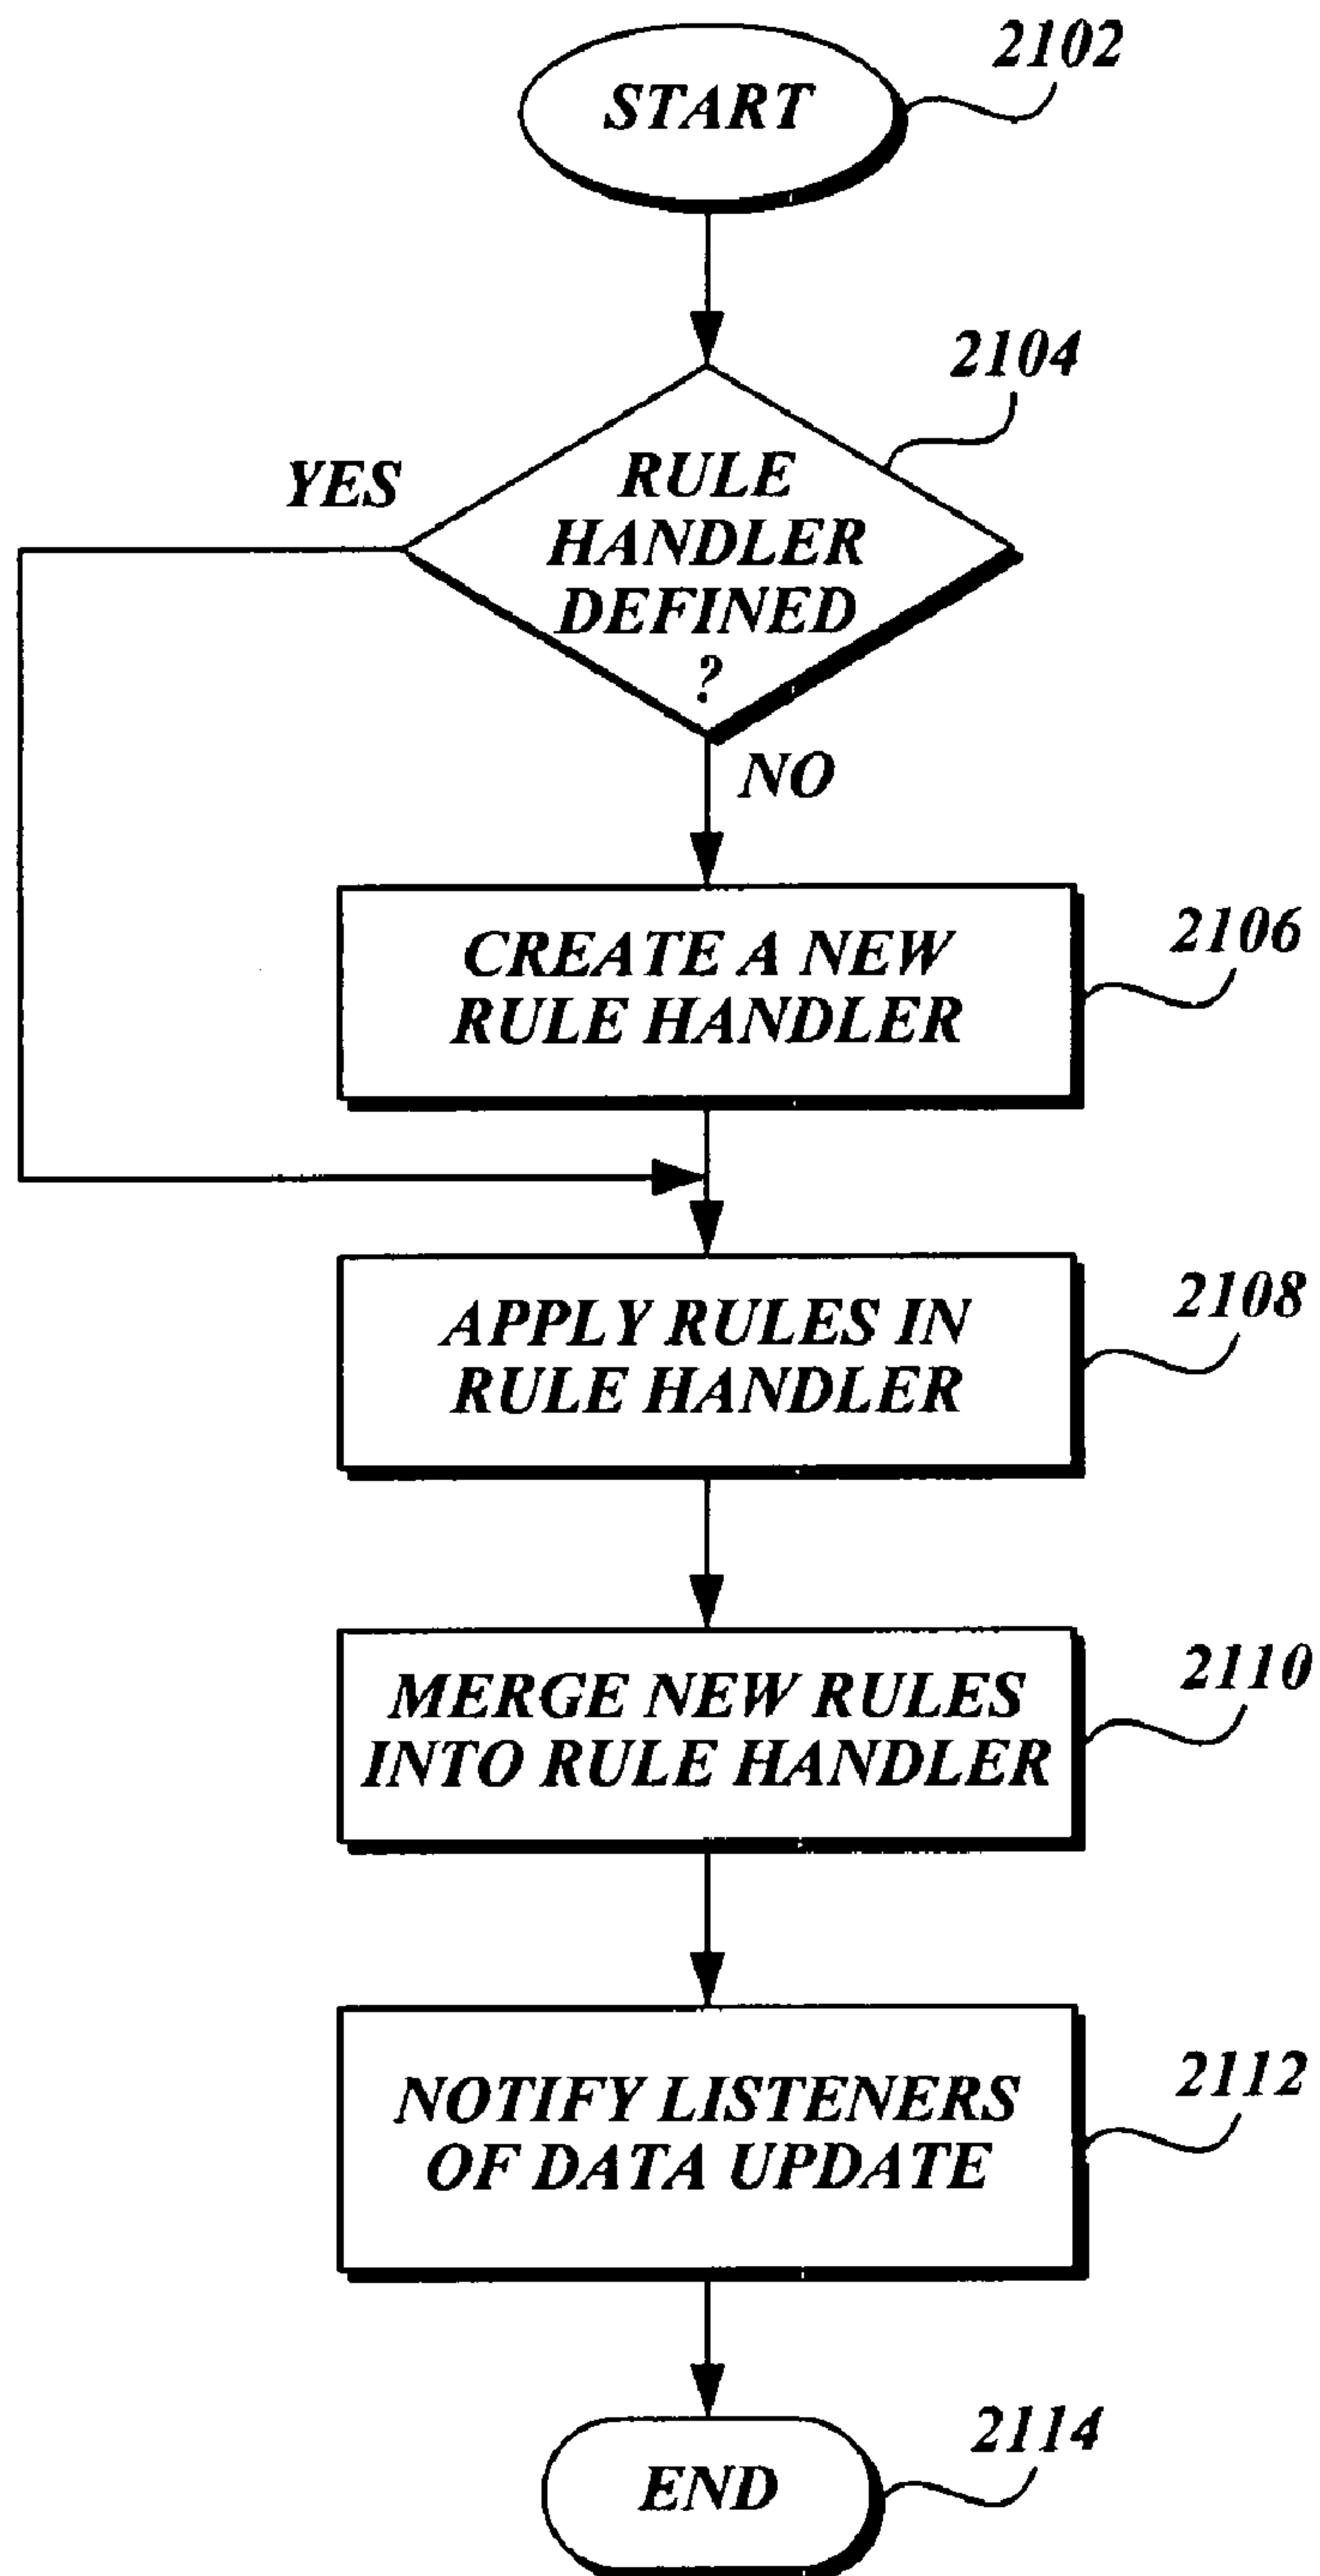 2102
START
2104
YES
RULE
HANDLER
DEFINED
?
NO
2106
CREATE A NEW
RULE HANDLER
2108
APPLY RULES IN
RULE HANDLER
2110
MERGE NEW RULES
INTO RULE HANDLER
2112
NOTIFY LISTENERS
OF DATA UPDATE
2114
END